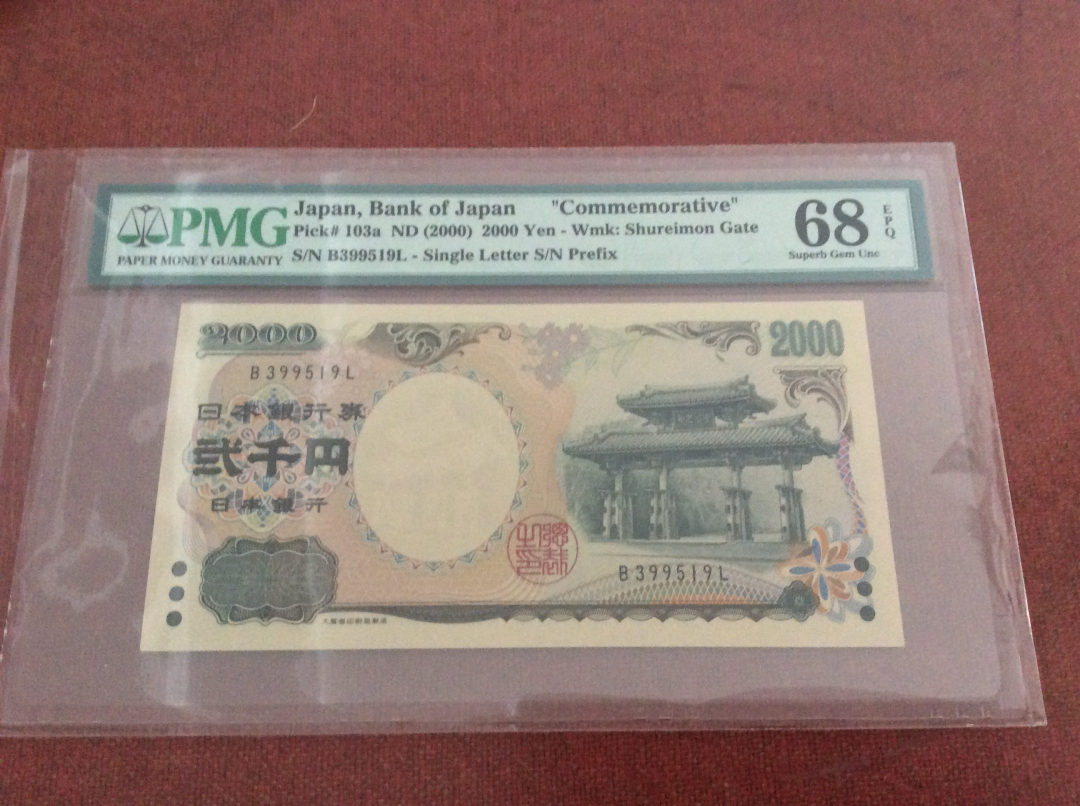 PMG
PAPER MONEY GUARANTY
Japan, Bank of Japan "Commemorative"
Pick# 103a ND (2000) 2000 Yen - Wmk: Shureimon Gate
S/N B399519L - Single Letter S/N Prefix
68
EPQ
Superb Gem Unc
2000
2000
B399519L
日本銀行券
弐千円
日本銀行
B399519L